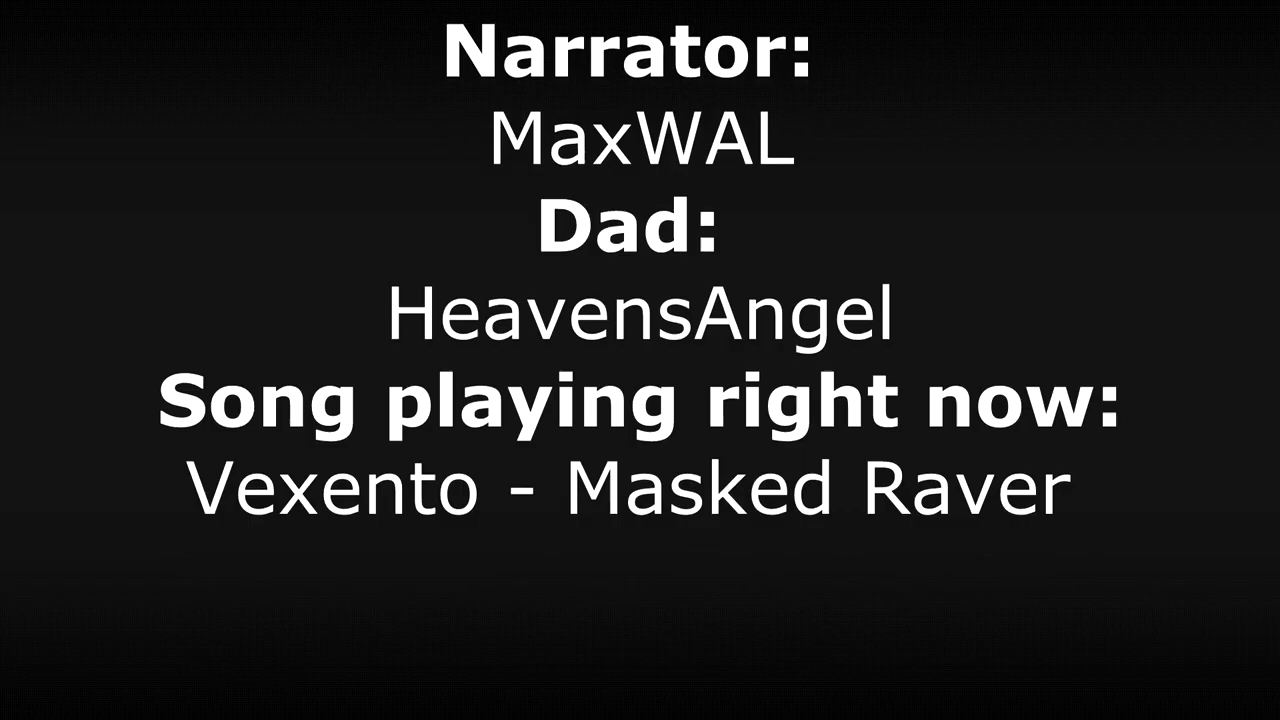 Narrator:
MaxWAL
Dad:
HeavensAngel
Song playing right now:
Vexento - Masked Raver